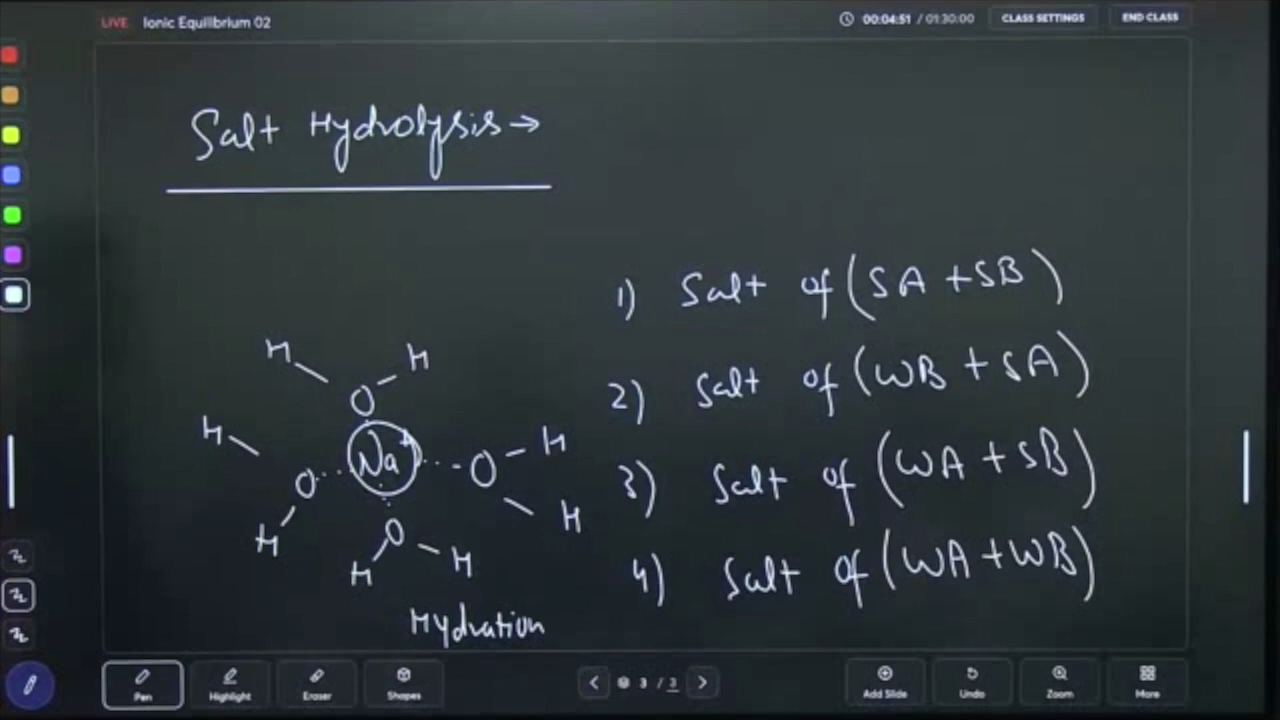 LIVE Ionic Equilibrium 02
00:04:51 / 01:30:00 CLASS SETTINGS END CLASS
Salt Hydrolysis →
1) Salt of (SA + SB)
2) Salt of (WB + SA)
3) Salt of (WA + SB)
4) Salt of (WA + WB)
H H
O
H
Na+
O
O H
H
H
O
H H
Hydration
Pen Highlight Eraser Shapes
3 / 3
Add Slide Undo Zoom More